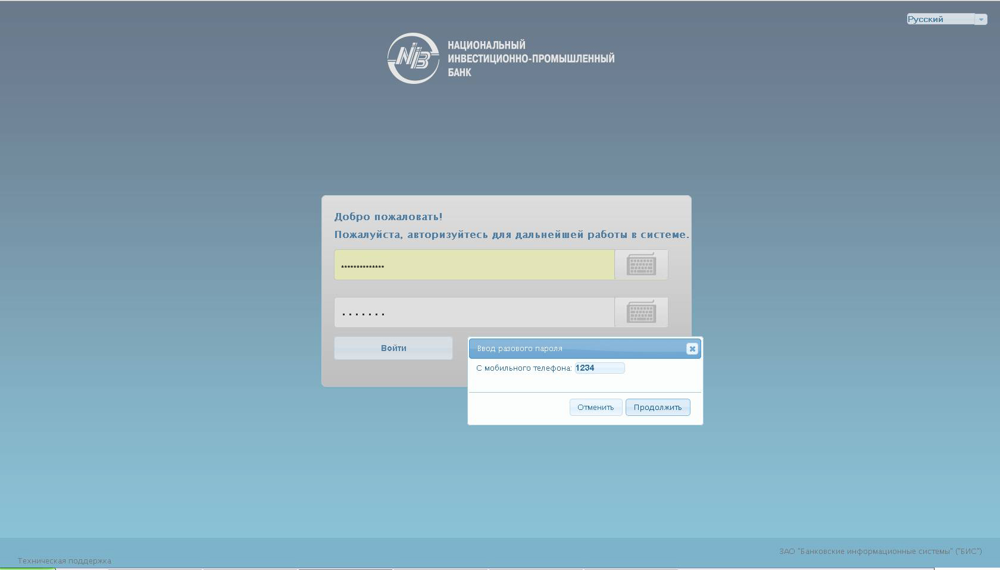 Русский
NIB
НАЦИОНАЛЬНЫЙ
ИНВЕСТИЦИОННО-ПРОМЫШЛЕННЫЙ
БАНК
Добро пожаловать!
Пожалуйста, авторизуйтесь для дальнейшей работы в системе.
**************
.......
Войти
Ввод разового пароля
С мобильного телефона: 1234
Отменить Продолжить
ЗАО "Банковские информационные системы" ("БИС")
Техническая поддержка